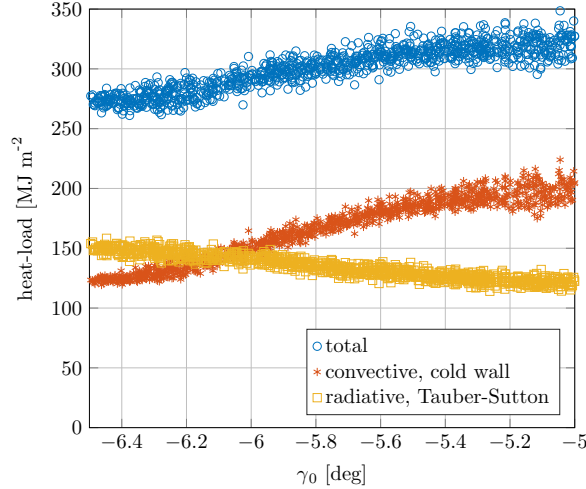 350
300
250
200
150
100
50
0
heat-load [MJ m⁻²]
total
convective, cold wall
radiative, Tauber-Sutton
−6.4 −6.2 −6 −5.8 −5.6 −5.4 −5.2 −5
γ₀ [deg]